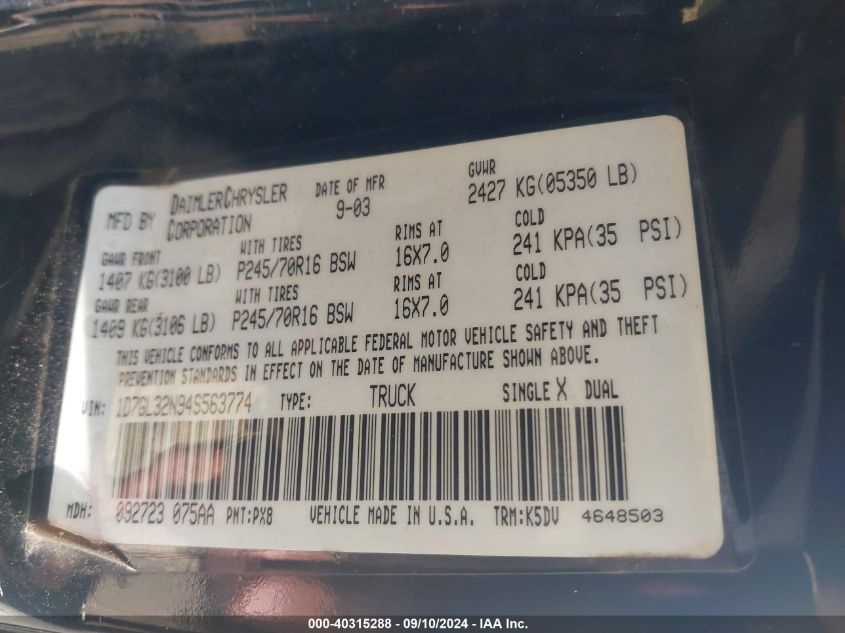 MFD BY DAIMLERCHRYSLER CORPORATION DATE OF MFR 9-03 GVWR 2427 KG(05350 LB)
GAWR FRONT WITH TIRES RIMS AT COLD
1407 KG(3100 LB) P245/70R16 BSW 16X7.0 241 KPA(35 PSI)
GAWR REAR WITH TIRES RIMS AT COLD
1409 KG(3106 LB) P245/70R16 BSW 16X7.0 241 KPA(35 PSI)
THIS VEHICLE CONFORMS TO ALL APPLICABLE FEDERAL MOTOR VEHICLE SAFETY AND THEFT
PREVENTION STANDARDS IN EFFECT ON THE DATE OF MANUFACTURE SHOWN ABOVE.
VIN: 1D7GL32N94S563774 TYPE: TRUCK SINGLE X DUAL
MDH: 092723 075AA PNT:PX8 VEHICLE MADE IN U.S.A. TRM:K5DV 4648503
000-40315288 - 09/10/2024 - IAA Inc.